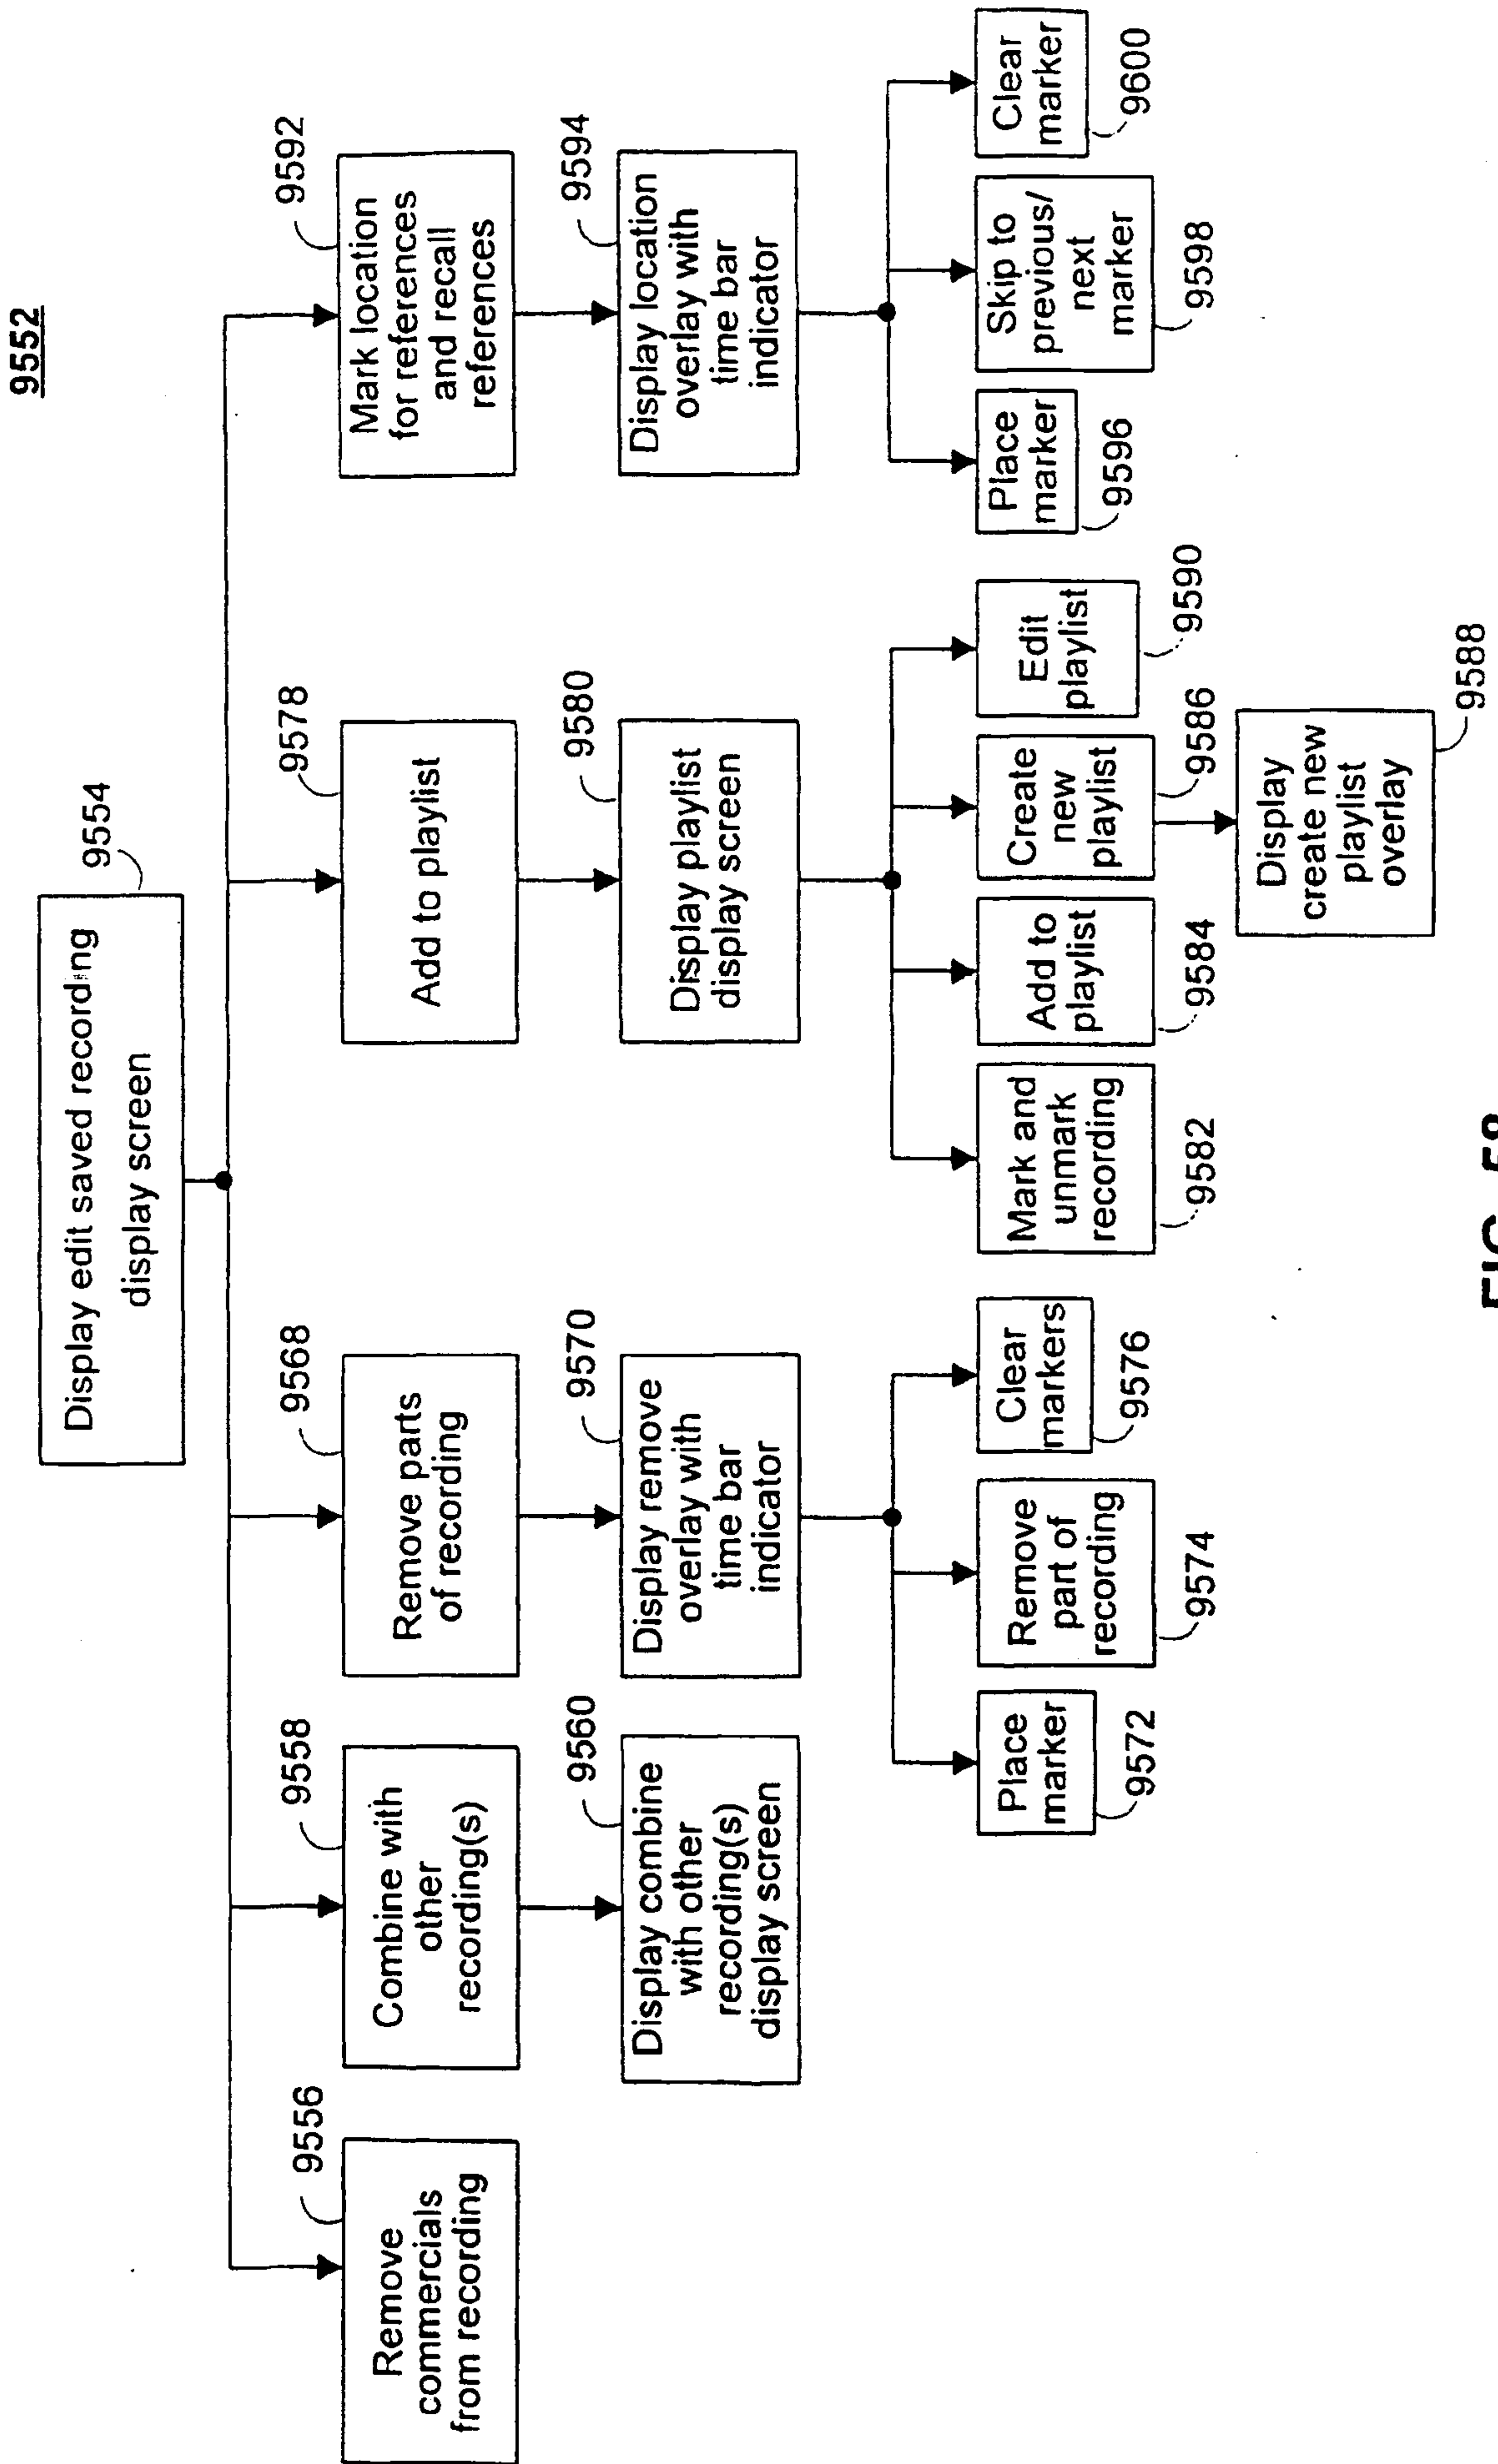 9552
Display edit saved recording
display screen
9554
Remove
commercials
from recording
9556
Combine with
other
recording(s)
9558
Display combine
with other
recording(s)
display screen
9560
Remove parts
of recording
9568
Display remove
overlay with
time bar
indicator
9570
Place
marker
9572
Remove
part of
recording
9574
Clear
markers
9576
Add to playlist
9578
Display playlist
display screen
9580
Mark and
unmark
recording
9582
Add to
playlist
9584
Create
new
playlist
9586
Display
create new
playlist
overlay
9588
Edit
playlist
9590
Mark location
for references
and recall
references
9592
Display location
overlay with
time bar
indicator
9594
Place
marker
9596
Skip to
previous/
next
marker
9598
Clear
marker
9600